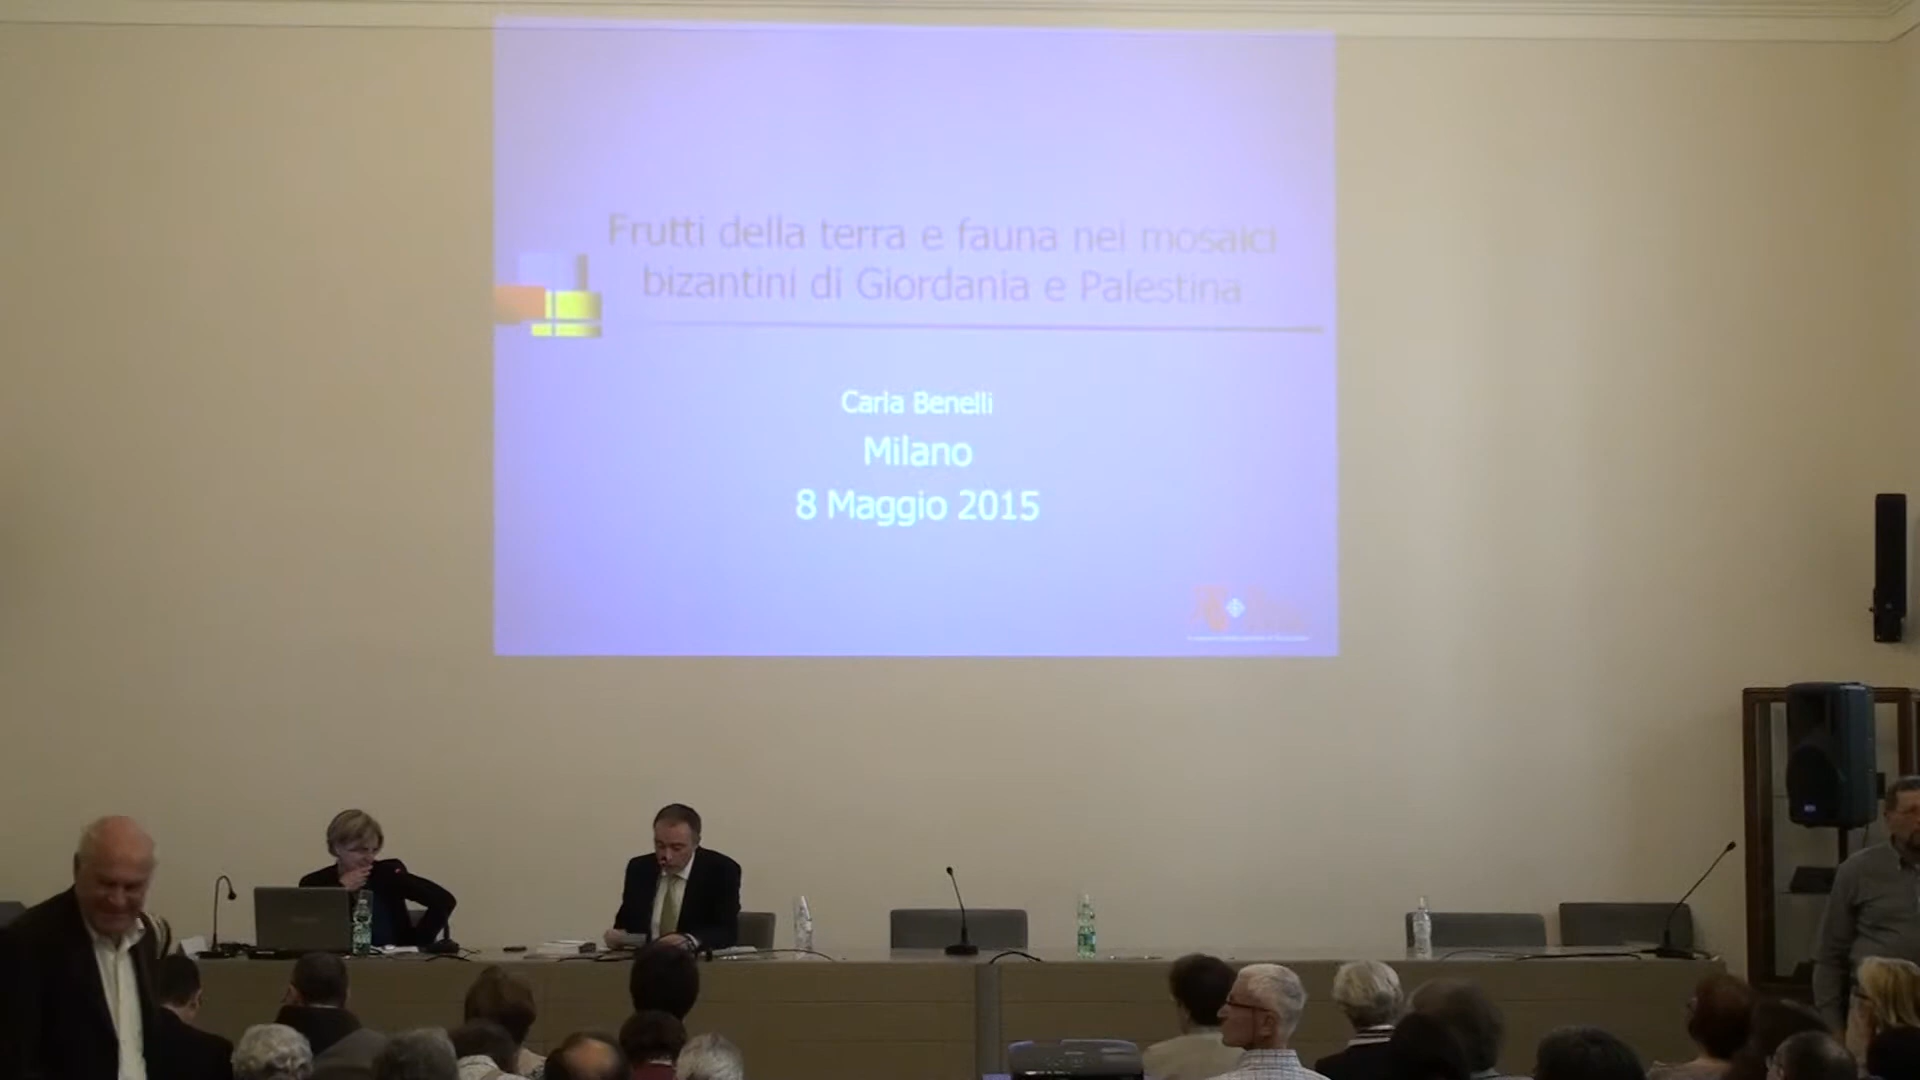 Frutti della terra e fauna nei mosaici
bizantini di Giordania e Palestina
Carla Benelli
Milano
8 Maggio 2015